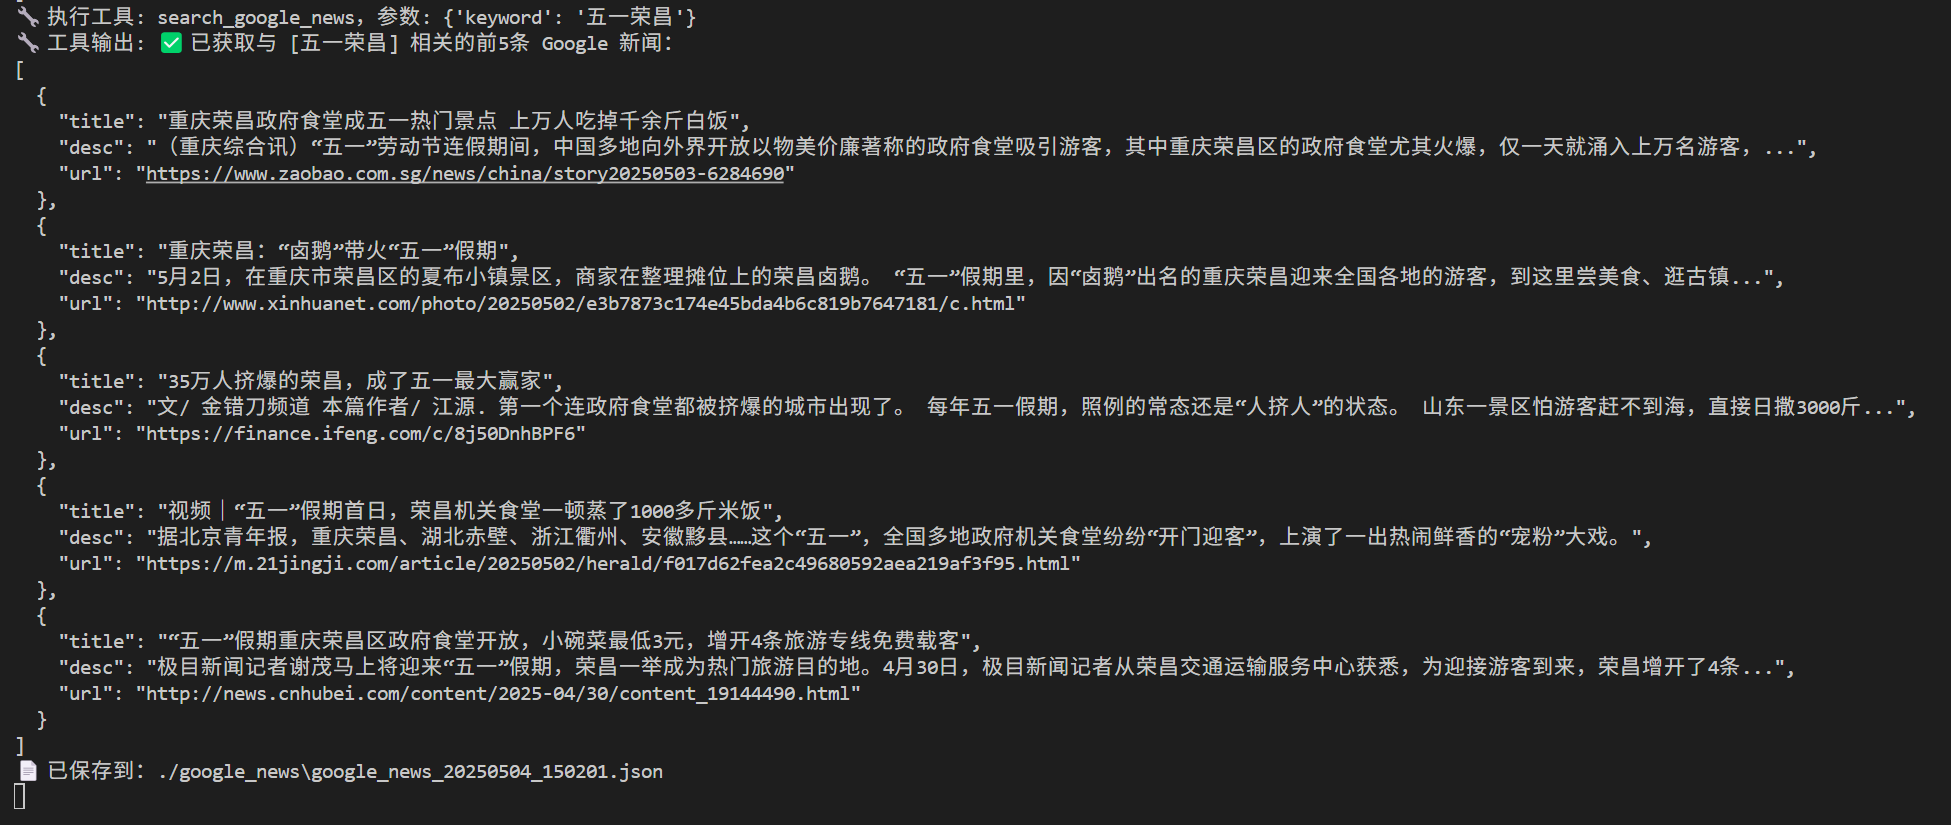 🔧 执行工具: search_google_news, 参数: {'keyword': '五一荣昌'}
🔧 工具输出: ✅ 已获取与 [五一荣昌] 相关的前5条 Google 新闻:
[
  {
    "title": "重庆荣昌政府食堂成五一热门景点 上万人吃掉千余斤白饭",
    "desc": "（重庆综合讯）“五一”劳动节连假期间，中国多地向外界开放以物美价廉著称的政府食堂吸引游客，其中重庆荣昌区的政府食堂尤其火爆，仅一天就涌入上万名游客，...",
    "url": "https://www.zaobao.com.sg/news/china/story20250503-6284690"
  },
  {
    "title": "重庆荣昌：“卤鹅”带火“五一”假期",
    "desc": "5月2日，在重庆市荣昌区的夏布小镇景区，商家在整理摊位上的荣昌卤鹅。 “五一”假期里，因“卤鹅”出名的重庆荣昌迎来全国各地的游客，到这里尝美食、逛古镇...",
    "url": "http://www.xinhuanet.com/photo/20250502/e3b7873c174e45bda4b6c819b7647181/c.html"
  },
  {
    "title": "35万人挤爆的荣昌，成了五一最大赢家",
    "desc": "文/ 金错刀频道 本篇作者/ 江源. 第一个连政府食堂都被挤爆的城市出现了。 每年五一假期，照例的常态还是“人挤人”的状态。 山东一景区怕游客赶不到海，直接日撒3000斤...",
    "url": "https://finance.ifeng.com/c/8j50DnhBPF6"
  },
  {
    "title": "视频｜“五一”假期首日，荣昌机关食堂一顿蒸了1000多斤米饭",
    "desc": "据北京青年报，重庆荣昌、湖北赤壁、浙江衢州、安徽黟县……这个“五一”，全国多地政府机关食堂纷纷“开门迎客”，上演了一出热闹鲜香的“宠粉”大戏。",
    "url": "https://m.21jingji.com/article/20250502/herald/f017d62fea2c49680592aea219af3f95.html"
  },
  {
    "title": "“五一”假期重庆荣昌区政府食堂开放，小碗菜最低3元，增开4条旅游专线免费载客",
    "desc": "极目新闻记者谢茂马上将迎来“五一”假期，荣昌一举成为热门旅游目的地。4月30日，极目新闻记者从荣昌交通运输服务中心获悉，为迎接游客到来，荣昌增开了4条...",
    "url": "http://news.cnhubei.com/content/2025-04/30/content_19144490.html"
  }
]
📄 已保存到: ./google_news\google_news_20250504_150201.json